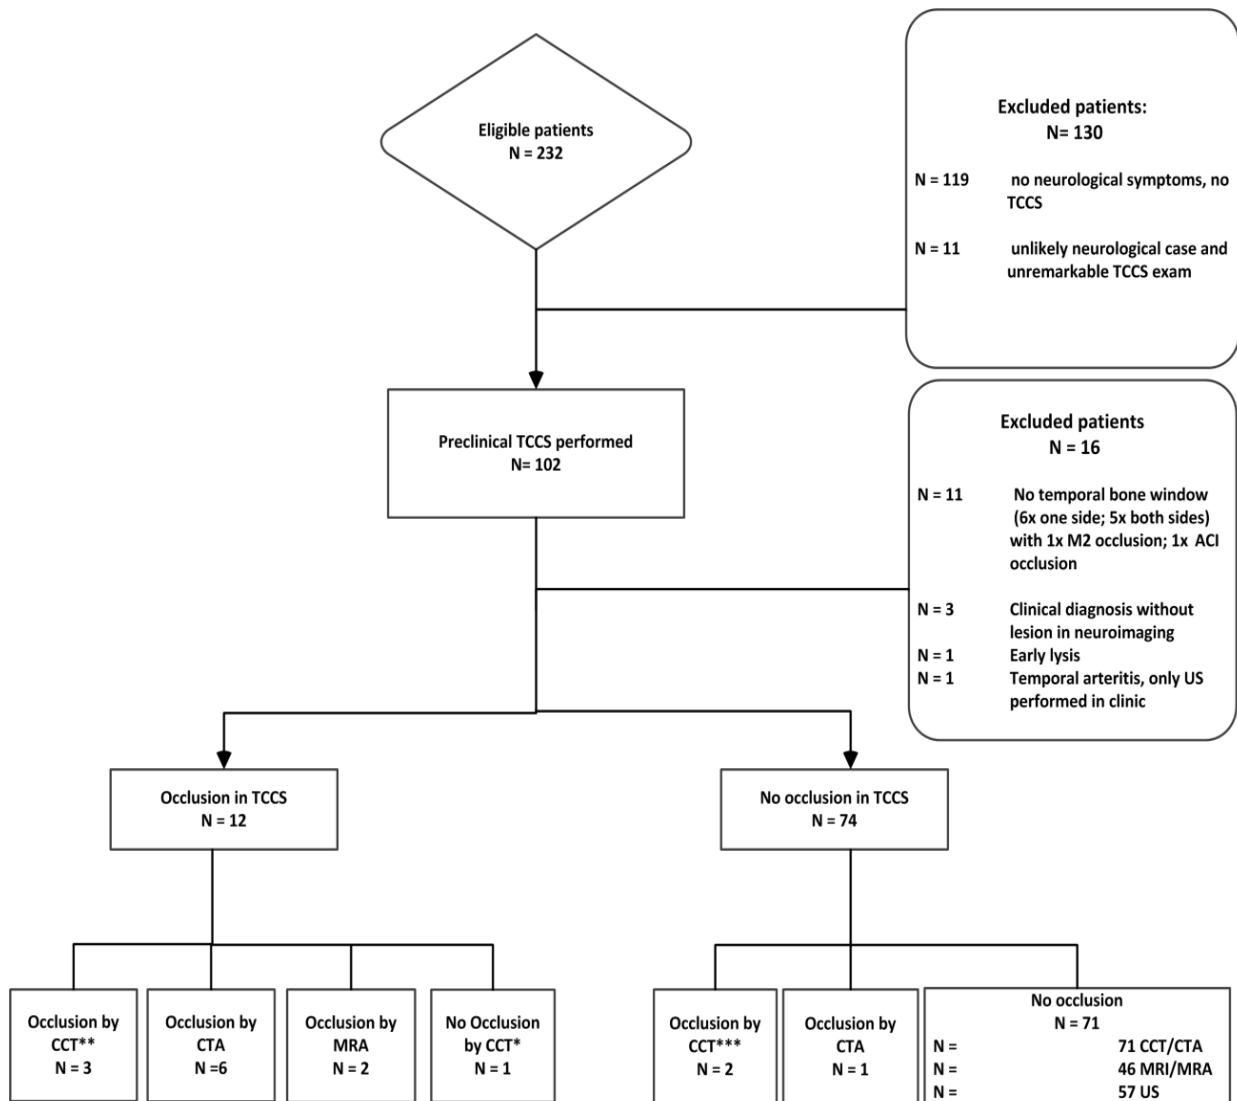 Eligible patients
N = 232
Excluded patients:
N= 130
N = 119 no neurological symptoms, no
TCCS
N = 11 unlikely neurological case and
unremarkable TCCS exam
Preclinical TCCS performed
N= 102
Excluded patients
N = 16
N = 11 No temporal bone window
(6x one side; 5x both sides)
with 1x M2 occlusion; 1x ACI
occlusion
N = 3 Clinical diagnosis without
lesion in neuroimaging
N = 1 Early lysis
N = 1 Temporal arteritis, only US
performed in clinic
Occlusion in TCCS
N = 12
No occlusion in TCCS
N = 74
Occlusion by
CCT**
N = 3
Occlusion by
CTA
N =6
Occlusion by
MRA
N = 2
No Occlusion
by CCT*
N = 1
Occlusion by
CCT***
N = 2
Occlusion by
CTA
N = 1
No occlusion
N = 71
N = 71 CCT/CTA
N = 46 MRI/MRA
N = 57 US